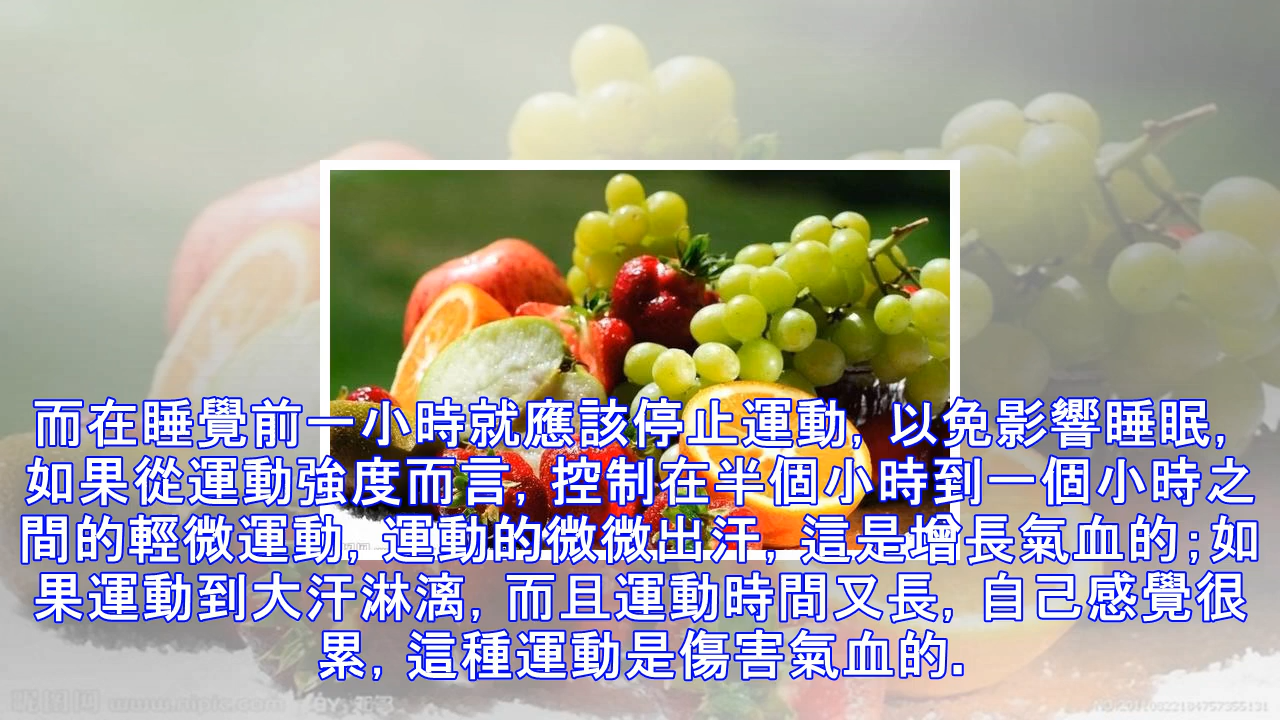 而在睡覺前一小時就應該停止運動, 以免影響睡眠,
如果從運動強度而言, 控制在半個小時到一個小時之
間的輕微運動, 運動的微微出汗, 這是增長氣血的;如
果運動到大汗淋漓, 而且運動時間又長, 自己感覺很
累, 這種運動是傷害氣血的.